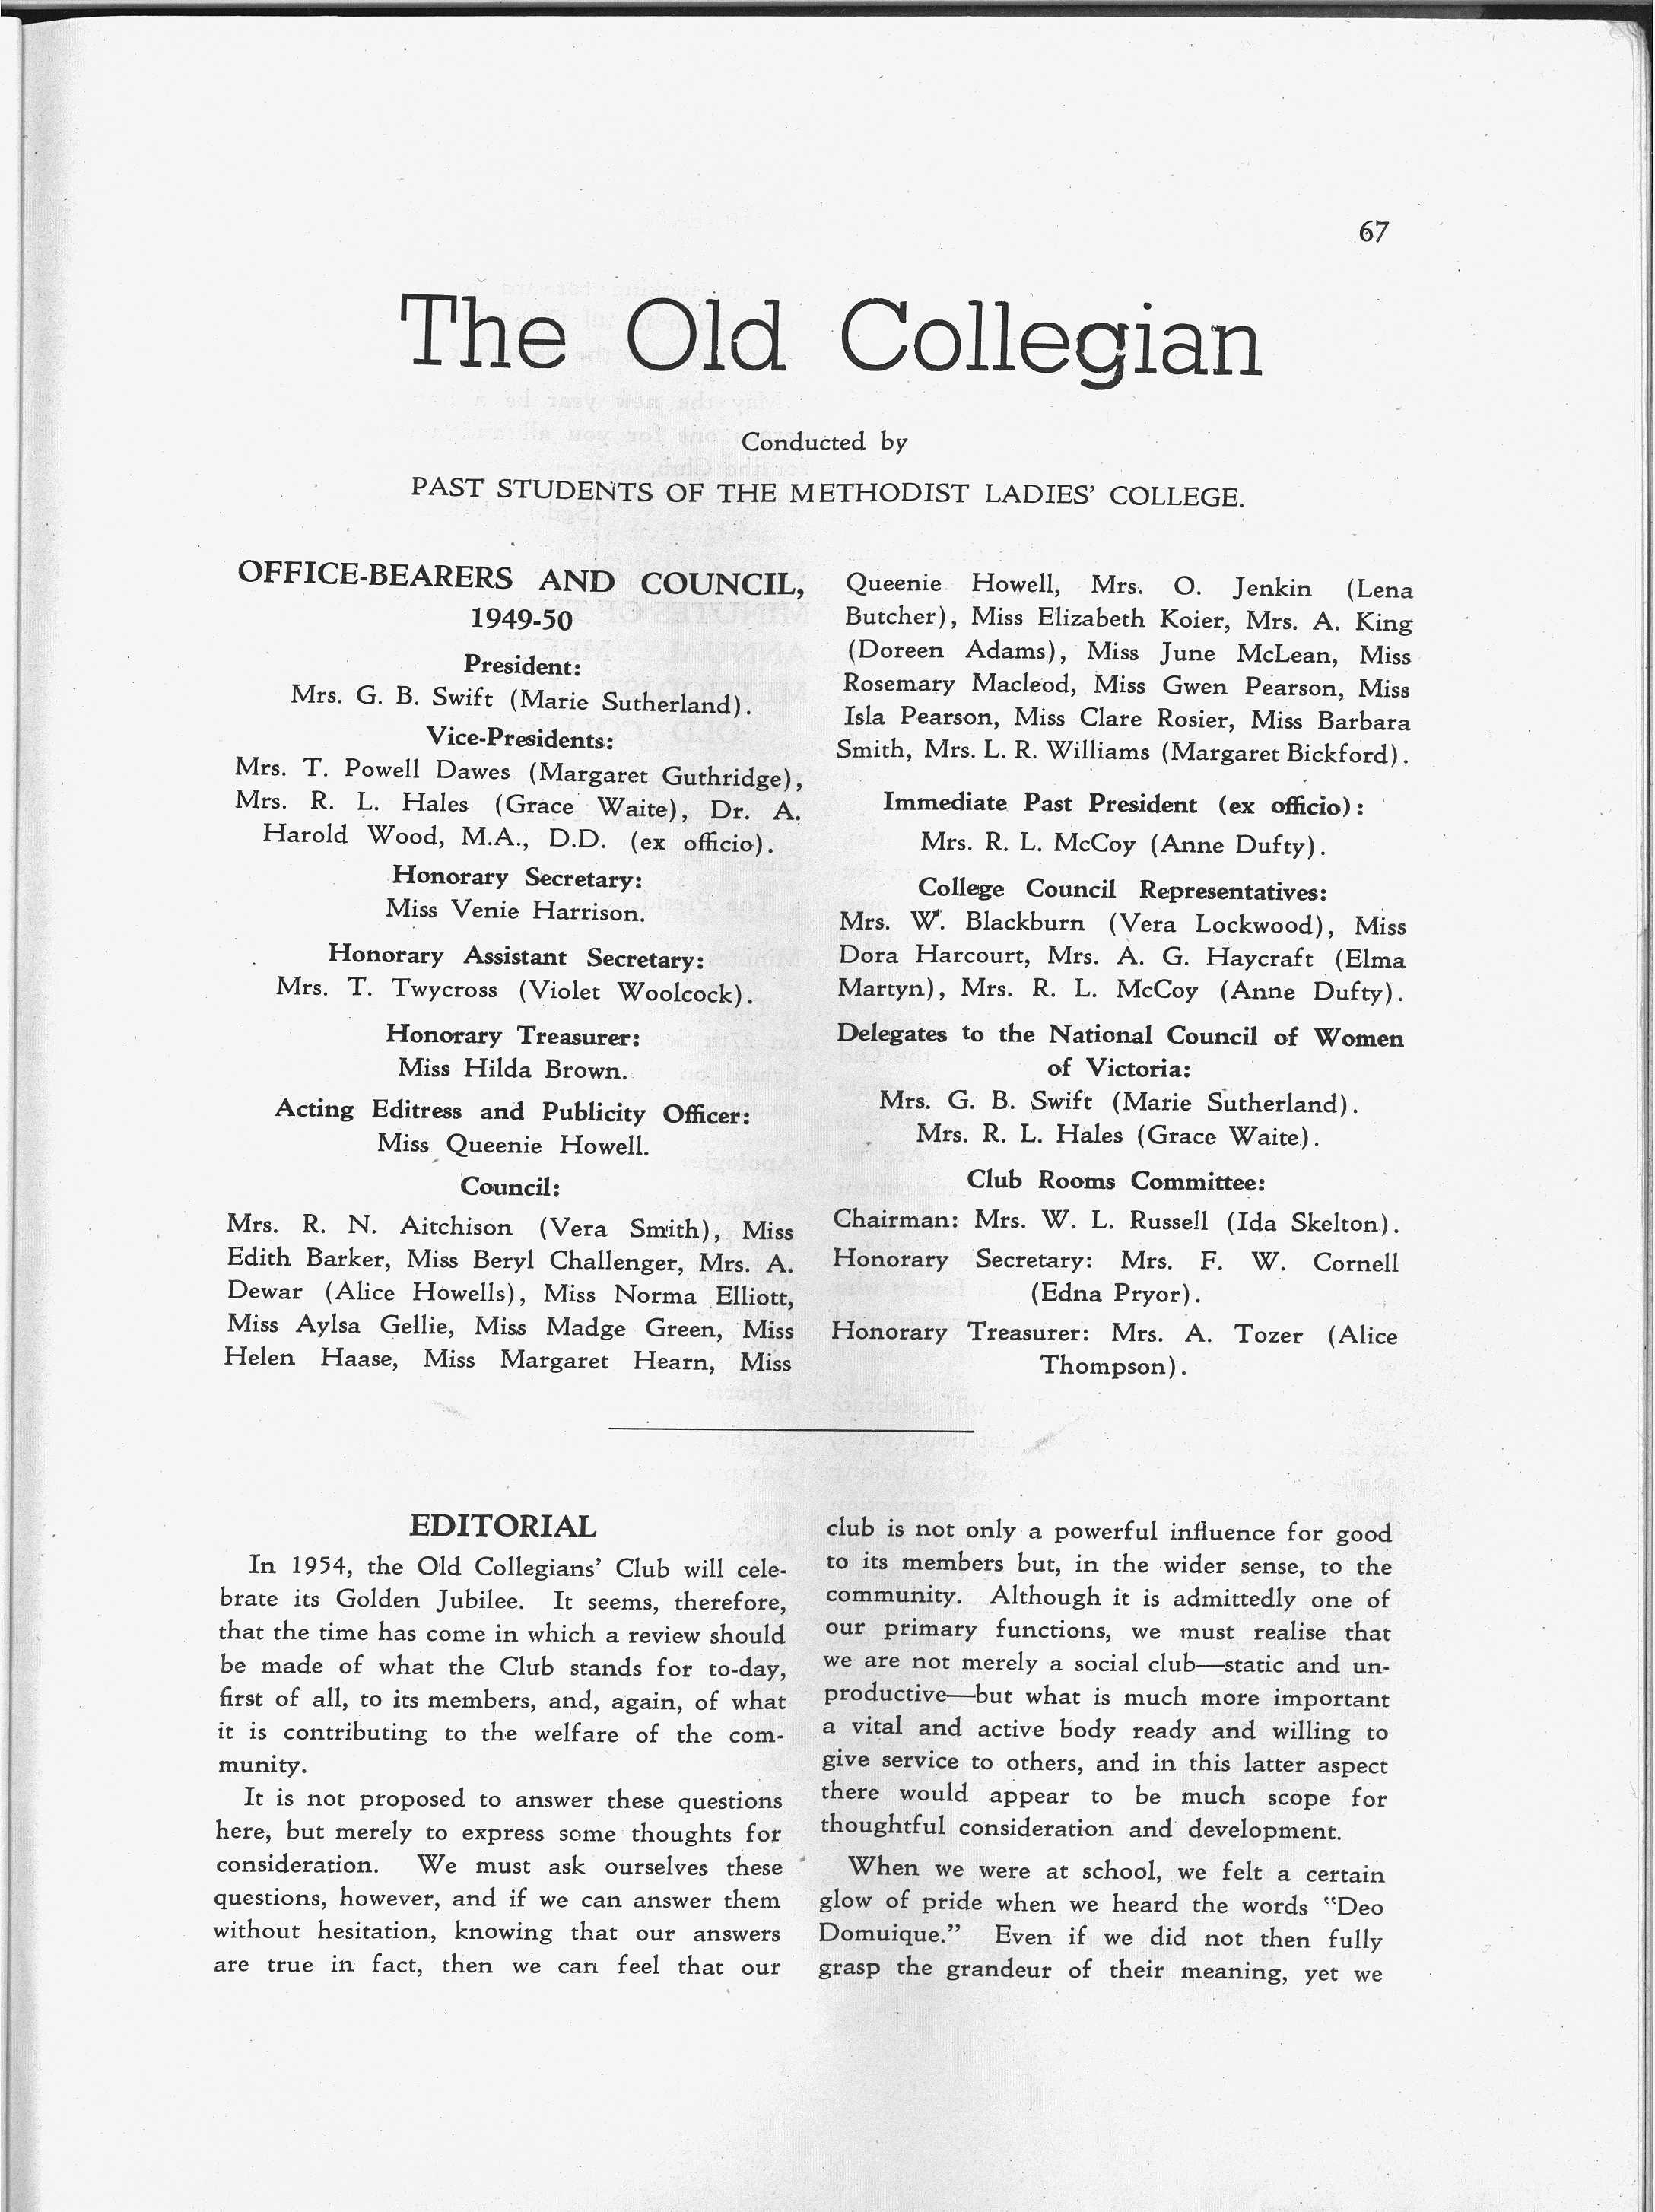 67
The Old Collegian
Conducted by
PAST STUDENTS OF THE METHODIST LADIES' COLLEGE.
OFFICE-BEARERS AND COUNCIL,
1949-50
President:
Mrs. G. B. Swift (Marie Sutherland).
Vice-Presidents:
Mrs. T. Powell Dawes (Margaret Guthridge),
Mrs. R. L. Hales (Grace Waite), Dr. A.
Harold Wood, M.A., D.D. (ex officio).
Honorary Secretary:
Miss Venie Harrison.
Honorary Assistant Secretary:
Mrs. T. Twycross (Violet Woolcock).
Honorary Treasurer:
Miss Hilda Brown.
Acting Editress and Publicity Officer:
Miss Queenie Howell.
Council:
Mrs. R. N. Aitchison (Vera Smith), Miss
Edith Barker, Miss Beryl Challenger, Mrs. A.
Dewar (Alice Howells), Miss Norma Elliott,
Miss Aylsa Gellie, Miss Madge Green, Miss
Helen Haase, Miss Margaret Hearn, Miss
Queenie Howell, Mrs. O. Jenkin (Lena
Butcher), Miss Elizabeth Koier, Mrs. A. King
(Doreen Adams), Miss June McLean, Miss
Rosemary Macleod, Miss Gwen Pearson, Miss
Isla Pearson, Miss Clare Rosier, Miss Barbara
Smith, Mrs. L. R. Williams (Margaret Bickford).
Immediate Past President (ex officio):
Mrs. R. L. McCoy (Anne Dufty).
College Council Representatives:
Mrs. W. Blackburn (Vera Lockwood), Miss
Dora Harcourt, Mrs. A. G. Haycraft (Elma
Martyn), Mrs. R. L. McCoy (Anne Dufty).
Delegates to the National Council of Women
of Victoria:
Mrs. G. B. Swift (Marie Sutherland).
Mrs. R. L. Hales (Grace Waite).
Club Rooms Committee:
Chairman: Mrs. W. L. Russell (Ida Skelton).
Honorary Secretary: Mrs. F. W. Cornell
(Edna Pryor).
Honorary Treasurer: Mrs. A. Tozer (Alice
Thompson).
EDITORIAL
In 1954, the Old Collegians' Club will cele-
brate its Golden Jubilee. It seems, therefore,
that the time has come in which a review should
be made of what the Club stands for to-day,
first of all, to its members, and, again, of what
it is contributing to the welfare of the com-
munity.
It is not proposed to answer these questions
here, but merely to express some thoughts for
consideration. We must ask ourselves these
questions, however, and if we can answer them
without hesitation, knowing that our answers
are true in fact, then we can feel that our
club is not only a powerful influence for good
to its members but, in the wider sense, to the
community. Although it is admittedly one of
our primary functions, we must realise that
we are not merely a social club—static and un-
productive—but what is much more important
a vital and active body ready and willing to
give service to others, and in this latter aspect
there would appear to be much scope for
thoughtful consideration and development.
When we were at school, we felt a certain
glow of pride when we heard the words "Deo
Domuique." Even if we did not then fully
grasp the grandeur of their meaning, yet we